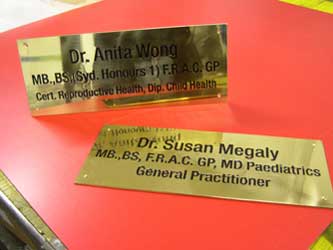 Dr. Anita Wong
MB.,BS.,(Syd. Honours 1) F.R.A.C. GP
Cert. Reproductive Health, Dip. Child Health
Dr. Susan Megaly
MB.,BS, F.R.A.C. GP, MD Paediatrics
General Practitioner